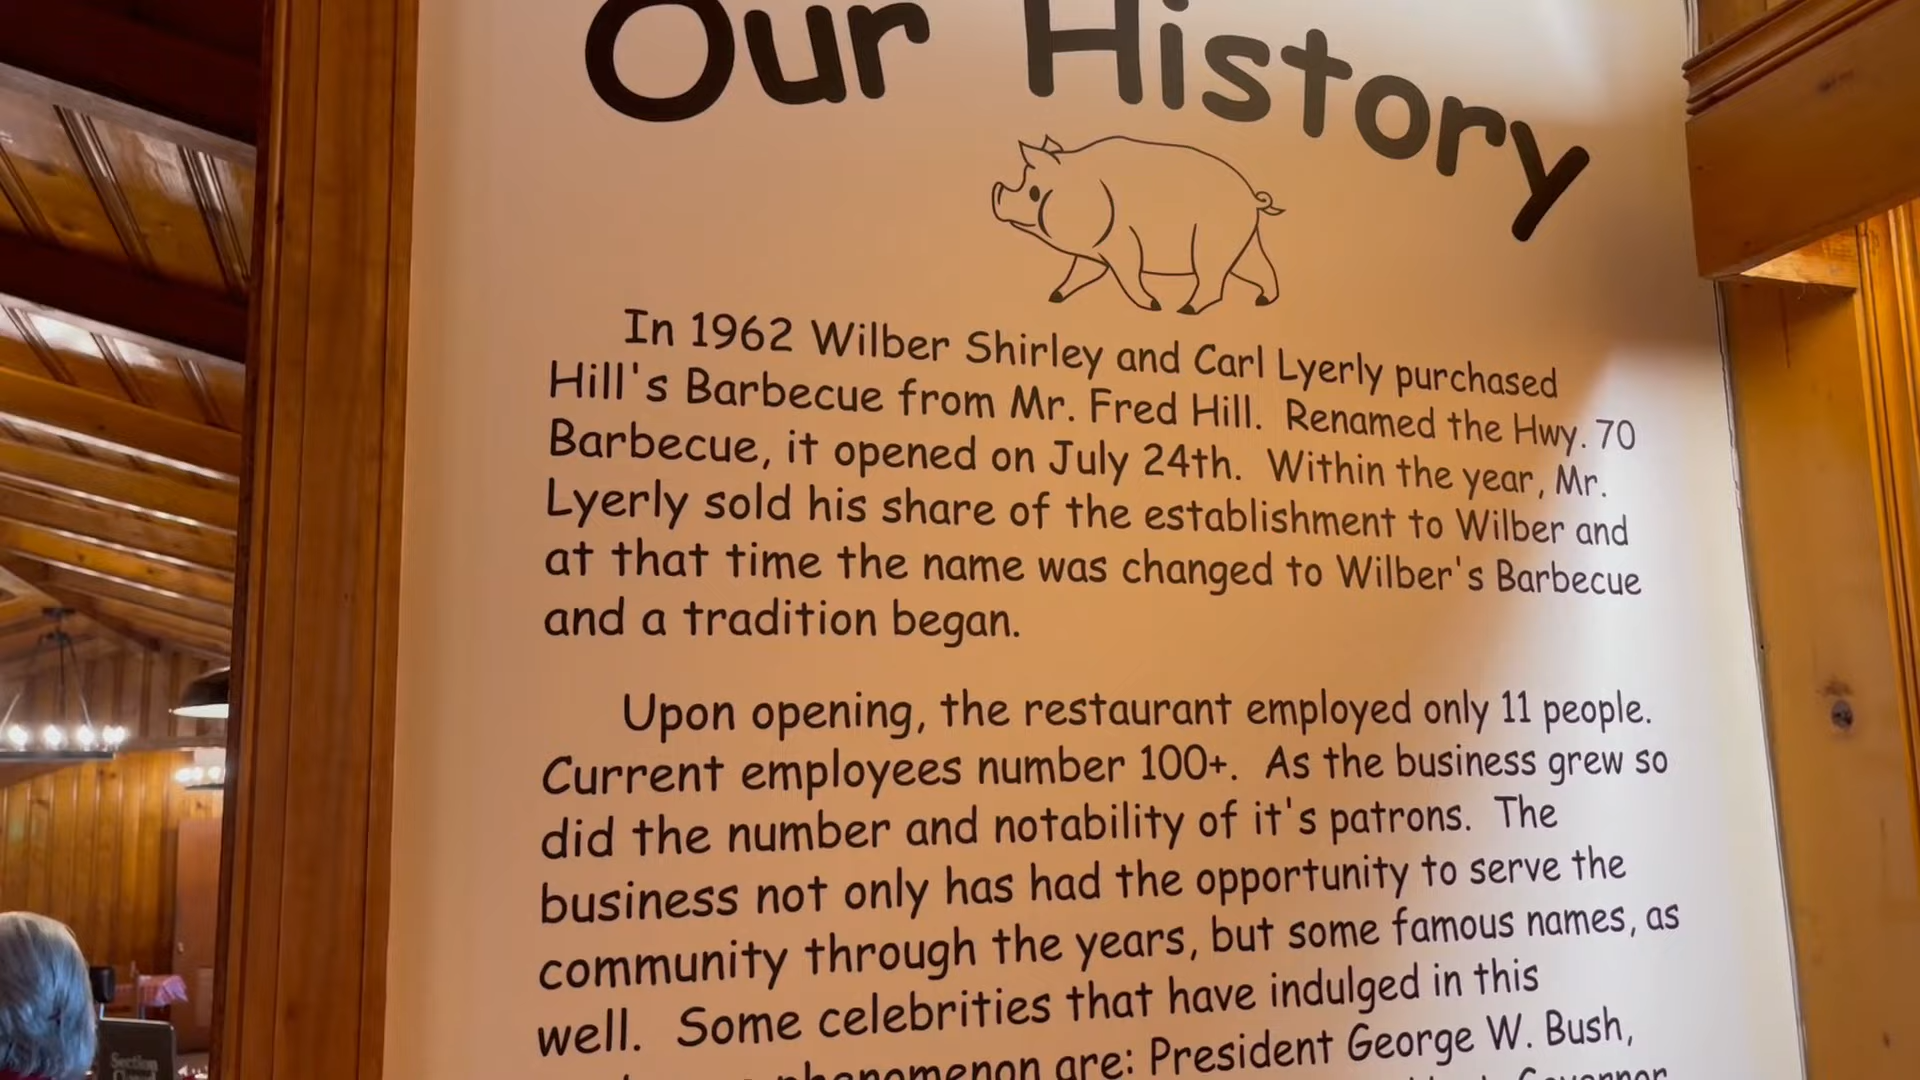 Our History
In 1962 Wilber Shirley and Carl Lyerly purchased
Hill's Barbecue from Mr. Fred Hill. Renamed the Hwy. 70
Barbecue, it opened on July 24th. Within the year, Mr.
Lyerly sold his share of the establishment to Wilber and
at that time the name was changed to Wilber's Barbecue
and a tradition began.
Upon opening, the restaurant employed only 11 people.
Current employees number 100+. As the business grew so
did the number and notability of it's patrons. The
business not only has had the opportunity to serve the
community through the years, but some famous names, as
well. Some celebrities that have indulged in this
phenomenon are: President George W. Bush,
Governor
Section